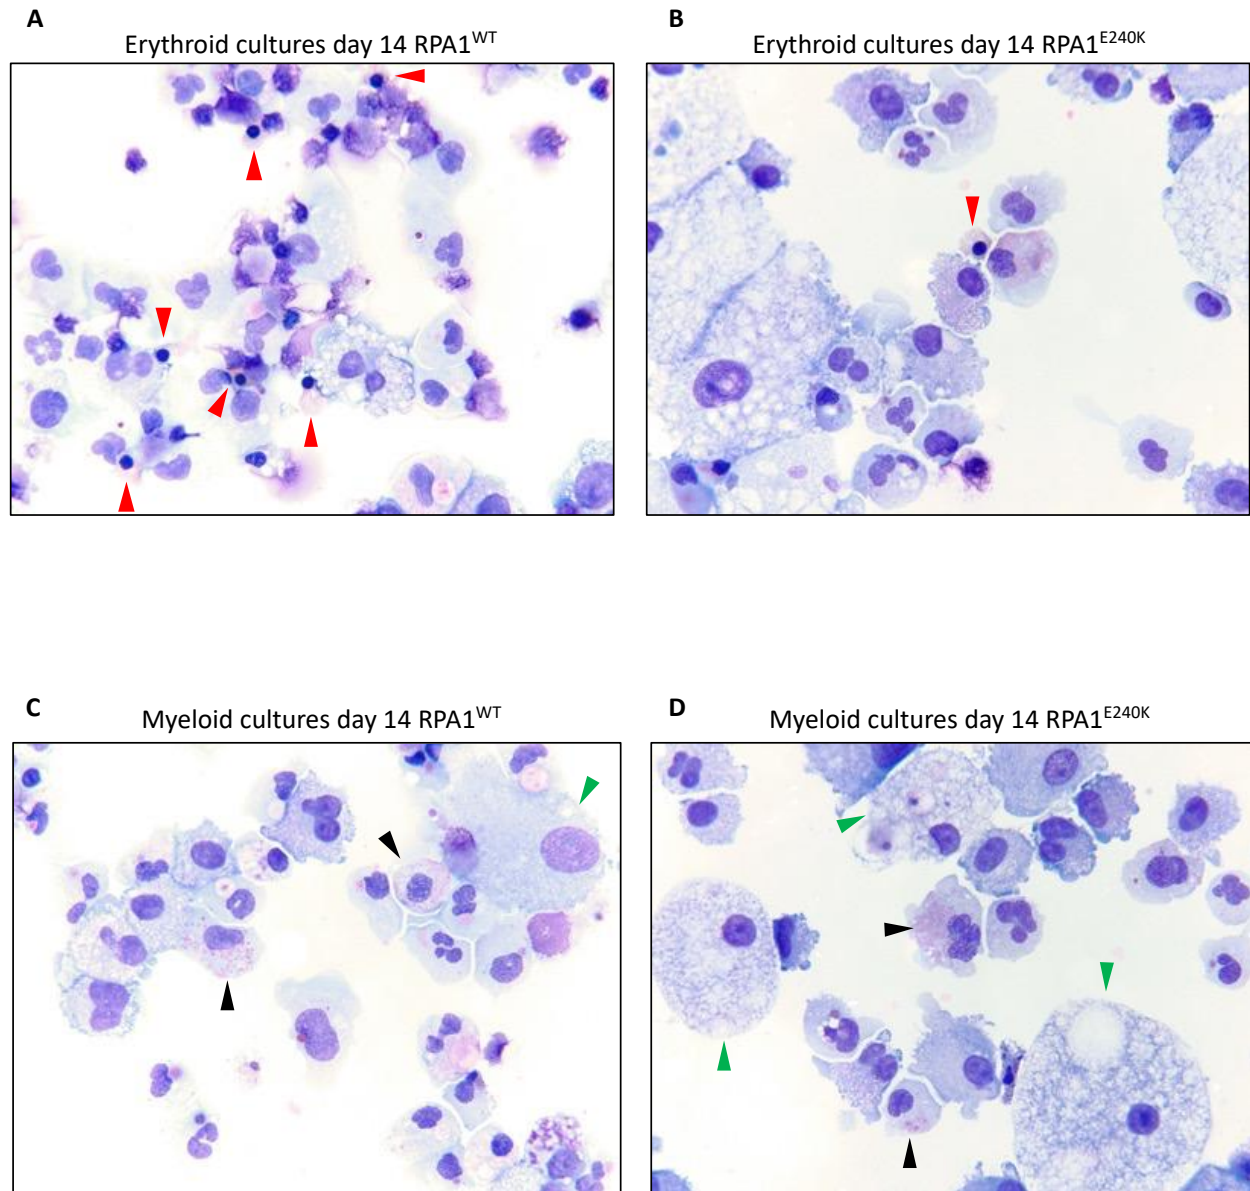 A
Erythroid cultures day 14 RPA1WT
B
Erythroid cultures day 14 RPA1E240K
C
Myeloid cultures day 14 RPA1WT
D
Myeloid cultures day 14 RPA1E240K